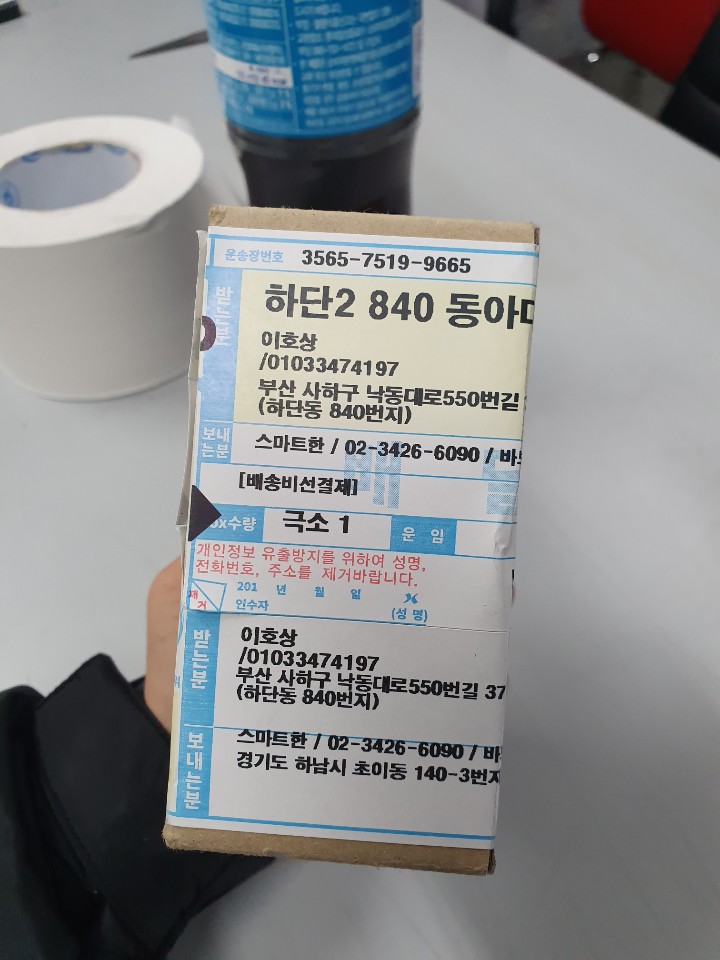 운송장번호 3565-7519-9665
받는분
하단2 840 동아
이호상
/01033474197
부산 사하구 낙동대로550번길
(하단동 840번지)
보내는분
스마트한 / 02-3426-6090 /
[배송비선결제]
수량 극소 1 운 임
개인정보 유출방지를 위하여 성명,
전화번호, 주소를 제거바랍니다.
제거
201 년 월 일
인수자 (성 명)
받는분
이호상
/01033474197
부산 사하구 낙동대로550번길 37
(하단동 840번지)
보내는분
스마트한 / 02-3426-6090 /
경기도 하남시 초이동 140-3번지